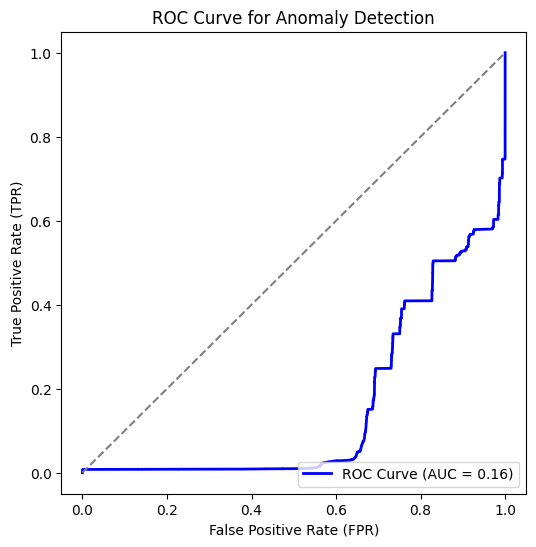 ROC Curve for Anomaly Detection
True Positive Rate (TPR)
1.0
0.8
0.6
0.4
0.2
0.0
ROC Curve (AUC = 0.16)
0.0 0.2 0.4 0.6 0.8 1.0
False Positive Rate (FPR)